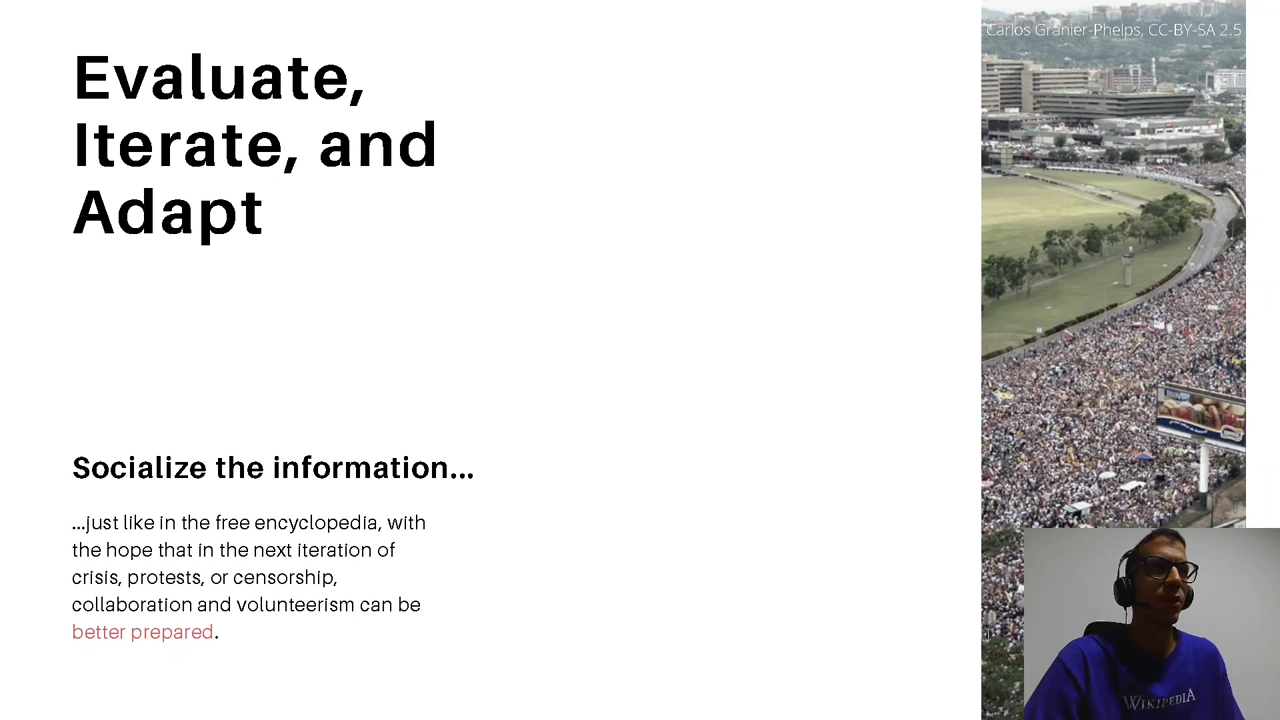 Evaluate,
Iterate, and
Adapt
Socialize the information...
...just like in the free encyclopedia, with
the hope that in the next iteration of
crisis, protests, or censorship,
collaboration and volunteerism can be
better prepared.
Carlos Granier-Phelps, CC-BY-SA 2.5
WIKIPEDIA